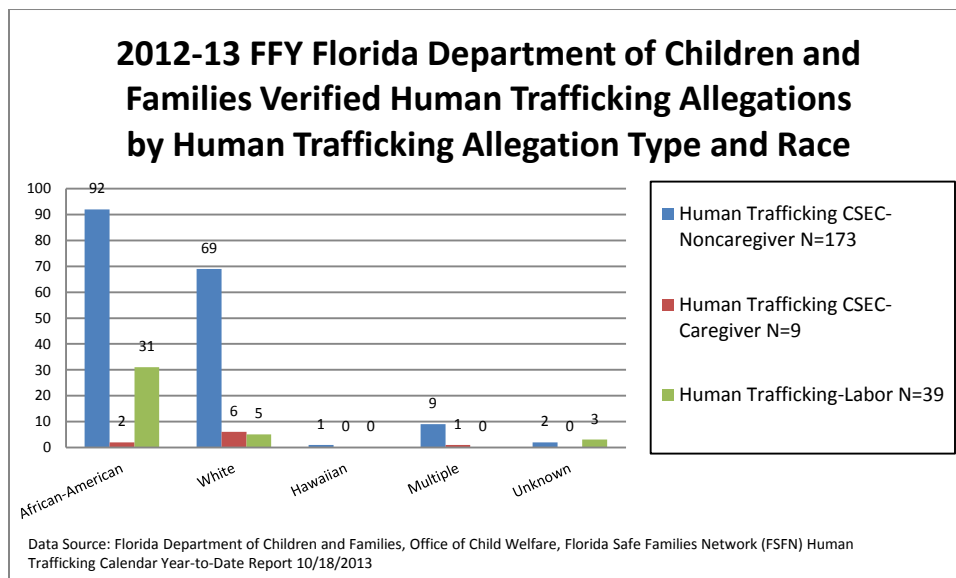 2012-13 FFY Florida Department of Children and
Families Verified Human Trafficking Allegations
by Human Trafficking Allegation Type and Race
100
90
80
70
60
50
40
30
20
10
0
92
2
31
69
6
5
1
0
0
9
1
0
2
0
3
African-American
White
Hawaiian
Multiple
Unknown
Human Trafficking CSEC-
Noncaregiver N=173
Human Trafficking CSEC-
Caregiver N=9
Human Trafficking-Labor N=39
Data Source: Florida Department of Children and Families, Office of Child Welfare, Florida Safe Families Network (FSFN) Human
Trafficking Calendar Year-to-Date Report 10/18/2013